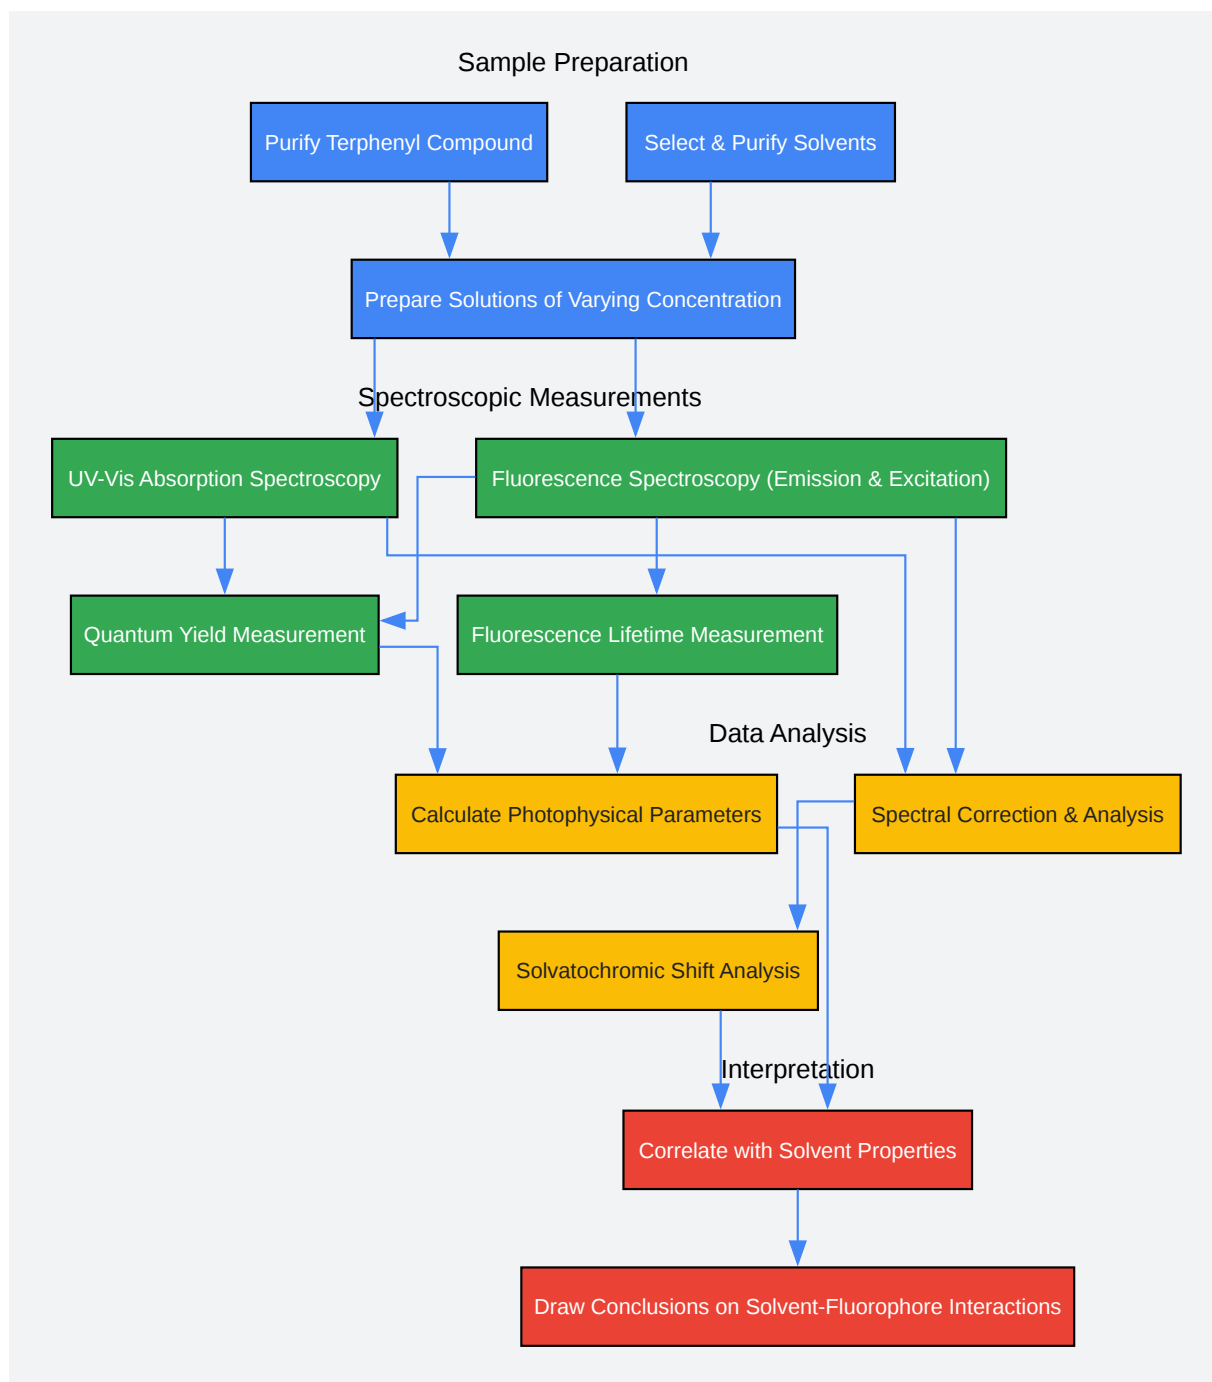 Sample Preparation
Purify Terphenyl Compound
Select & Purify Solvents
Prepare Solutions of Varying Concentration
Spectroscopic Measurements
UV-Vis Absorption Spectroscopy
Fluorescence Spectroscopy (Emission & Excitation)
Quantum Yield Measurement
Fluorescence Lifetime Measurement
Data Analysis
Calculate Photophysical Parameters
Spectral Correction & Analysis
Solvatochromic Shift Analysis
Interpretation
Correlate with Solvent Properties
Draw Conclusions on Solvent-Fluorophore Interactions